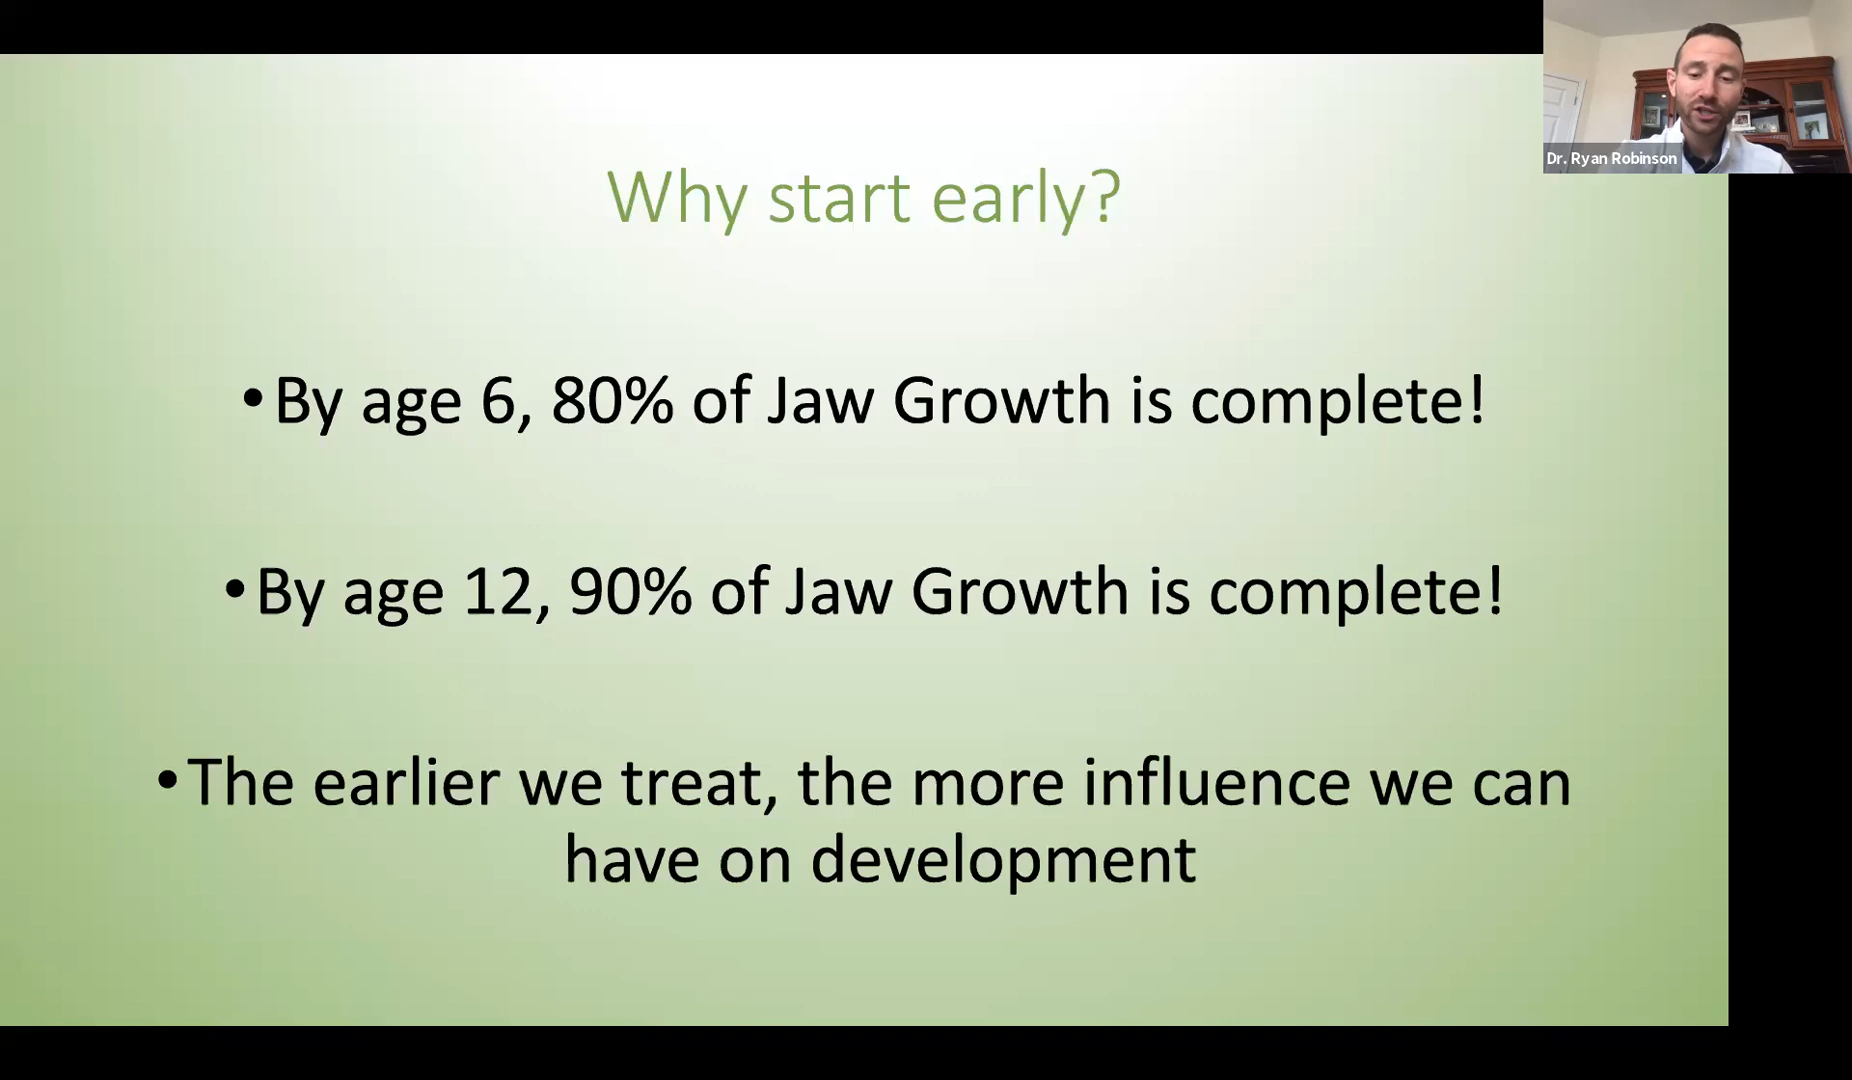 Dr. Ryan Robinson
Why start early?
•By age 6, 80% of Jaw Growth is complete!
•By age 12, 90% of Jaw Growth is complete!
•The earlier we treat, the more influence we can
have on development